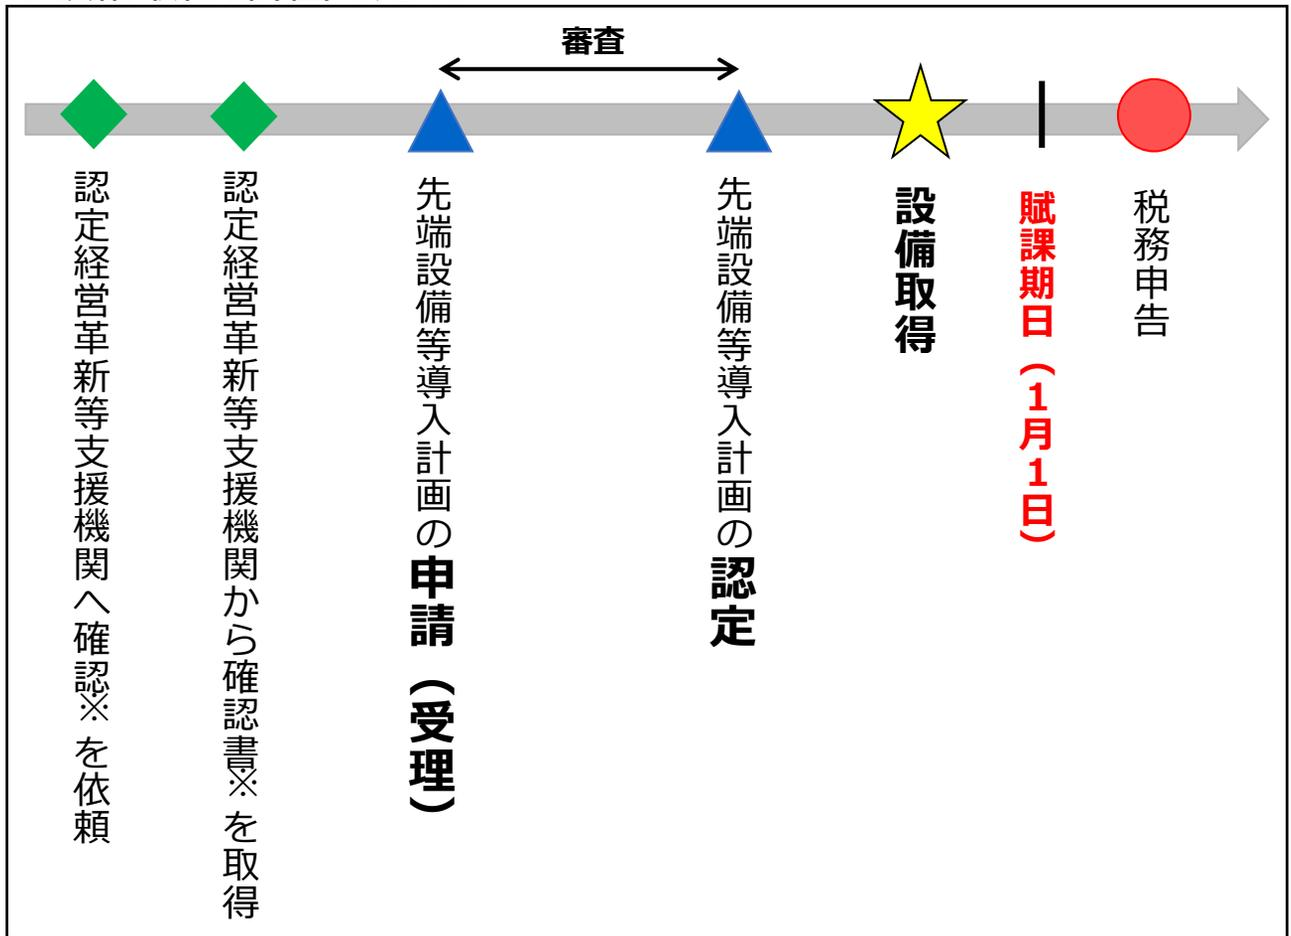 審査
認定経営革新等支援機関へ確認※を依頼
認定経営革新等支援機関から確認書※を取得
先端設備等導入計画の申請（受理）
先端設備等導入計画の認定
設備取得
賦課期日（１月１日）
税務申告